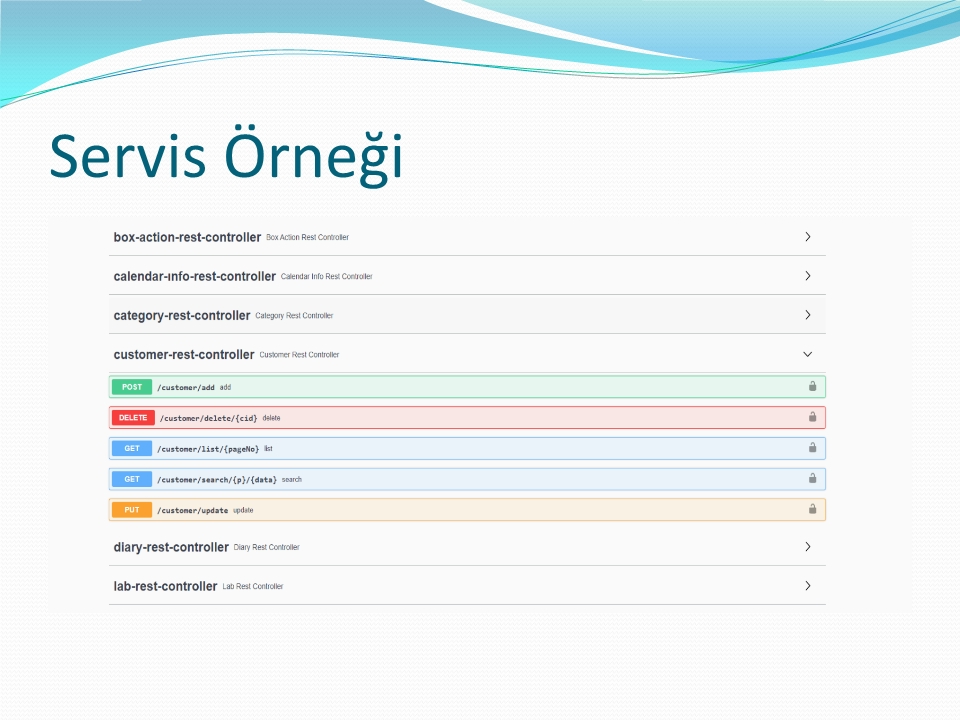 Servis Örneği
box-action-rest-controller Box Action Rest Controller
calendar-ınfo-rest-controller Calendar Info Rest Controller
category-rest-controller Category Rest Controller
customer-rest-controller Customer Rest Controller
POST /customer/add add
DELETE /customer/delete/{cid} delete
GET /customer/list/{pageNo} list
GET /customer/search/{p}/{data} search
PUT /customer/update update
diary-rest-controller Diary Rest Controller
lab-rest-controller Lab Rest Controller